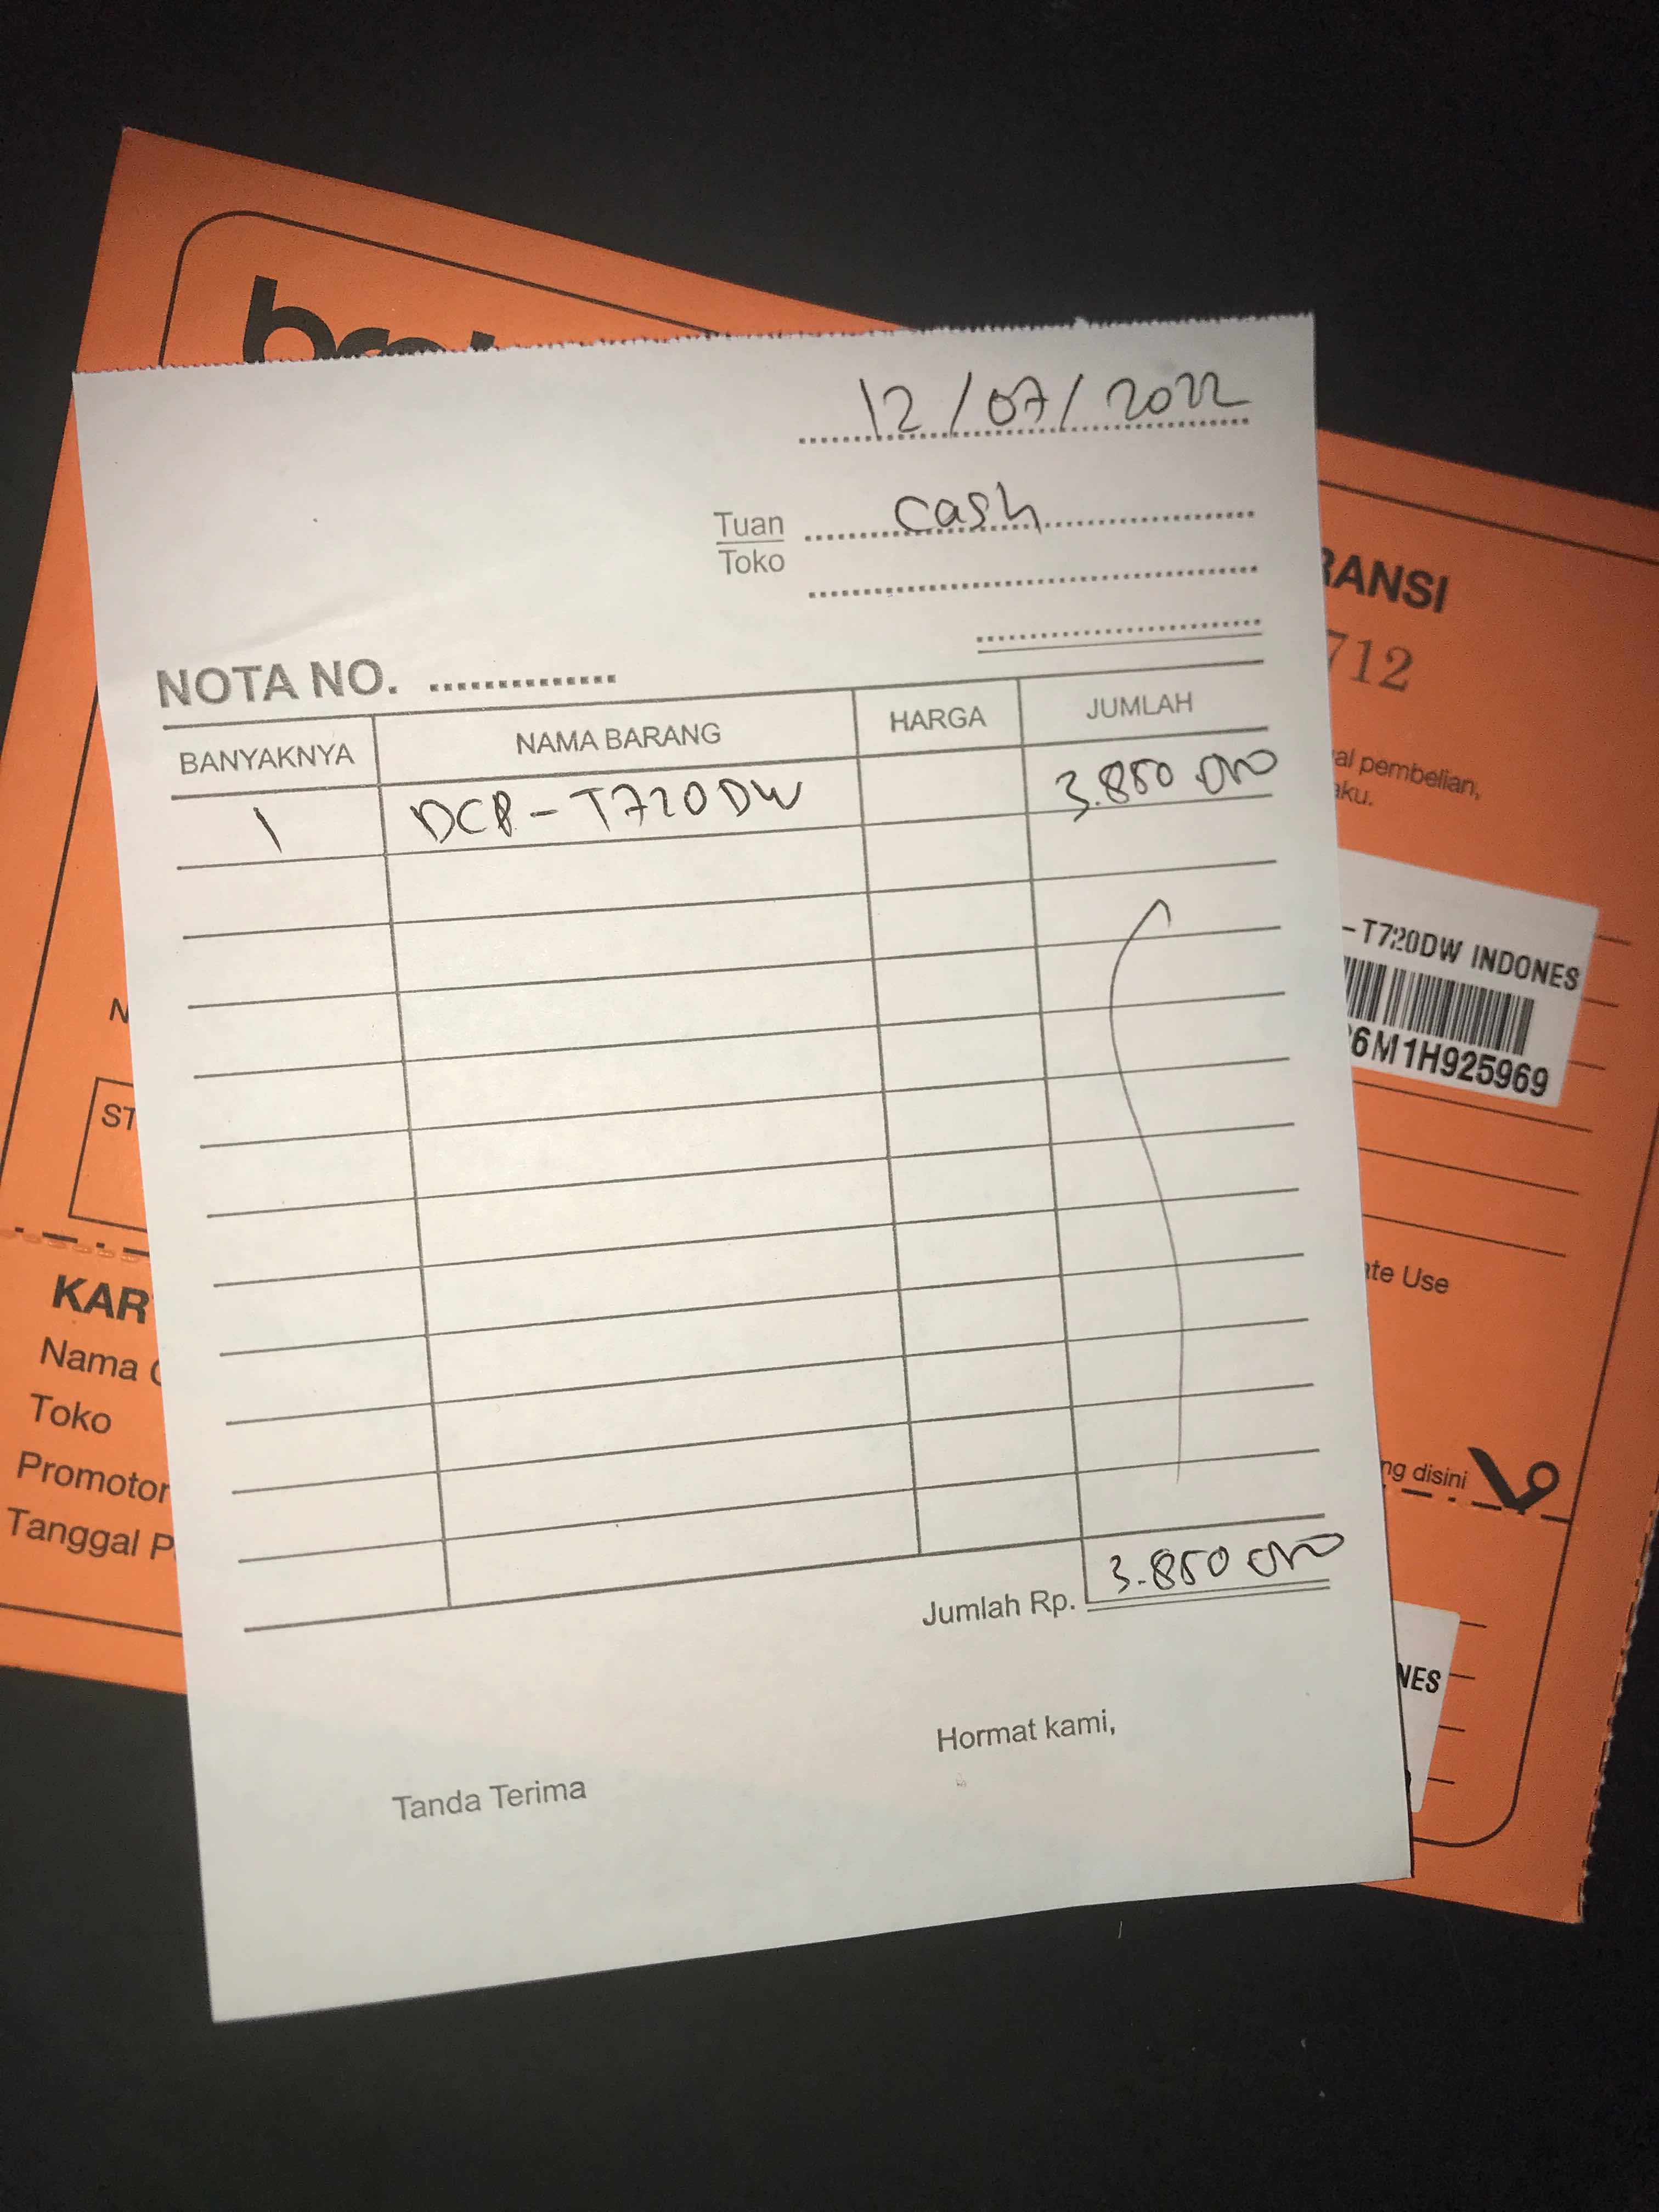 12/07/2022
Tuan cash
Toko
NOTA NO. ..............
BANYAKNYA NAMA BARANG HARGA JUMLAH
1 DCP-T720DW 3.850 000
Jumlah Rp. 3.850 000
Hormat kami,
Tanda Terima
RANSI
712
al pembelian,
aku.
-T720DW INDONES
6M1H925969
ST
KAR
Nama
Toko
Promotor
Tanggal P
te Use
ng disini
NES